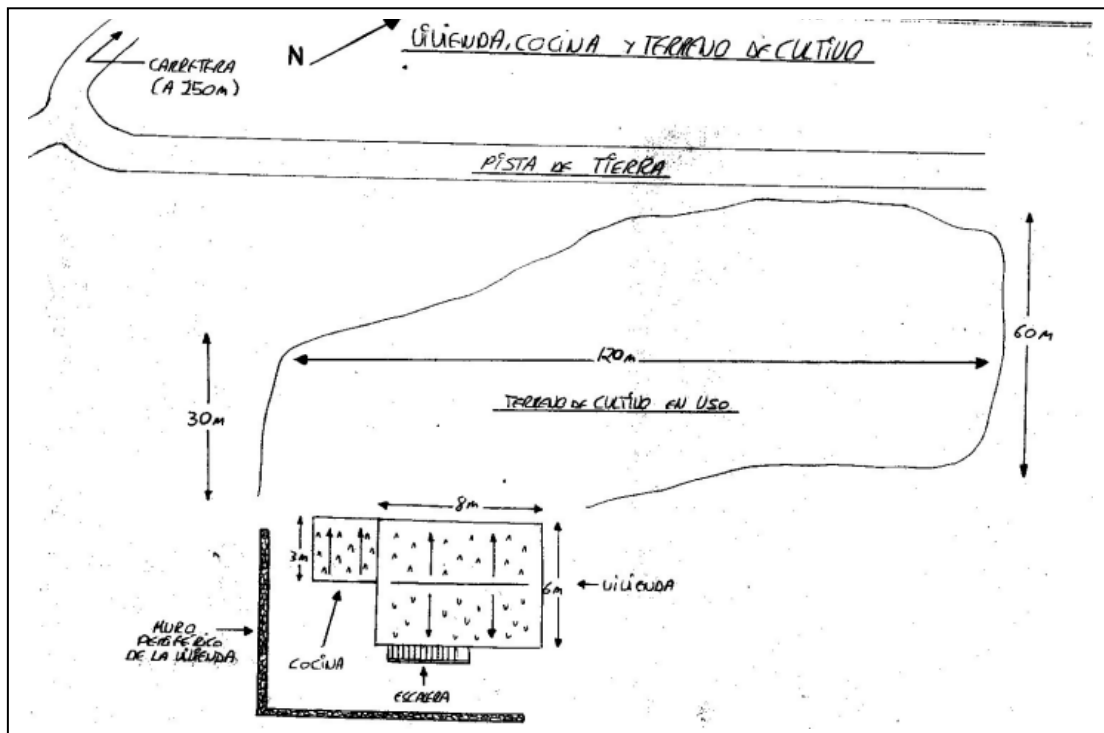 VIVIENDA, COCINA Y TERRENO DE CULTIVO
N
CARRETERA
(A 250M)
PISTA DE TIERRA
60M
120M
30M
TERRENO DE CULTIVO EN USO
8M
3M
6M
VIVIENDA
MURO
PERIFÉRICO
DE LA VIVIENDA
COCINA
ESCALERA